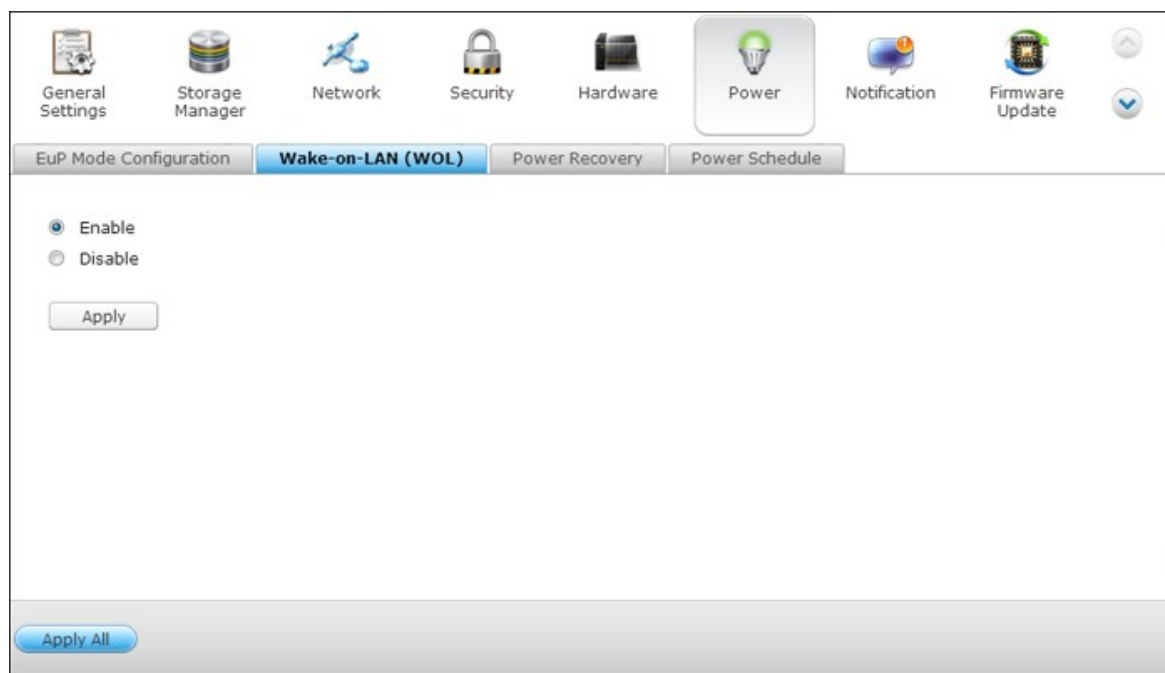 General Settings
Storage Manager
Network
Security
Hardware
Power
Notification
Firmware Update
EuP Mode Configuration
Wake-on-LAN (WOL)
Power Recovery
Power Schedule
Enable
Disable
Apply
Apply All